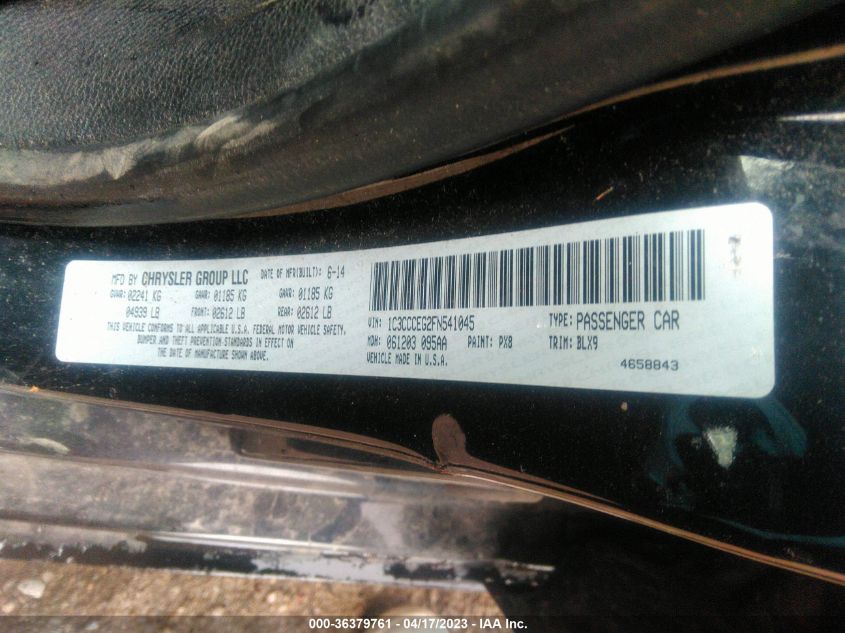 MFD BY CHRYSLER GROUP LLC DATE OF MFR(BUILT): 6-14
GVWR: 02241 KG GAWR: 01185 KG GAWR: 01185 KG
04939 LB FRONT: 02612 LB REAR: 02612 LB
THIS VEHICLE CONFORMS TO ALL APPLICABLE U.S.A. FEDERAL MOTOR VEHICLE SAFETY,
BUMPER AND THEFT PREVENTION STANDARDS IN EFFECT ON
THE DATE OF MANUFACTURE SHOWN ABOVE.
VIN: 1C3CCCEG2FN541045 TYPE: PASSENGER CAR
MDH: 061203 095AA PAINT: PX8 TRIM: BLX9
VEHICLE MADE IN U.S.A. 4658843
000-36379761 - 04/17/2023 - IAA Inc.